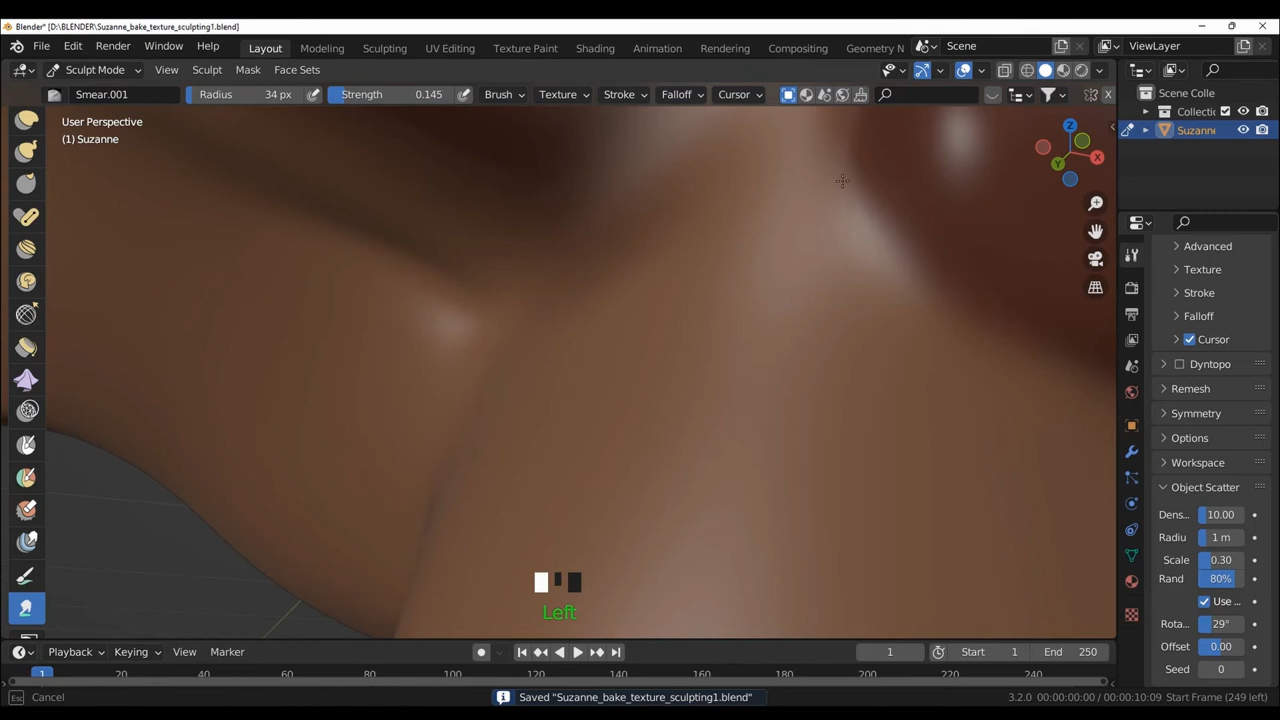 Blender* [D:\BLENDER\Suzanne_bake_texture_sculpting1.blend]
File Edit Render Window Help Layout Modeling Sculpting UV Editing Texture Paint Shading Animation Rendering Compositing Geometry N Scene ViewLayer
Sculpt Mode View Sculpt Mask Face Sets
Smear.001 Radius 34 px Strength 0.145 Brush Texture Stroke Falloff Cursor X
User Perspective
(1) Suzanne
Z
X
Y
Scene Colle
Collectic
Suzanne
Advanced
Texture
Stroke
Falloff
Cursor
Dyntopo
Remesh
Symmetry
Options
Workspace
Object Scatter
Dens... 10.00
Radiu 1 m
Scale 0.30
Rand 80%
Use ...
Rota... 29°
Offset 0.00
Seed 0
Left
Playback Keying View Marker 1 Start 1 End 250
1 20 40 60 80 100 120 140 160 180 200 220 240
Esc Cancel Saved "Suzanne_bake_texture_sculpting1.blend" 3.2.0 00:00:00:00 / 00:00:10:09 Start Frame (249 left)